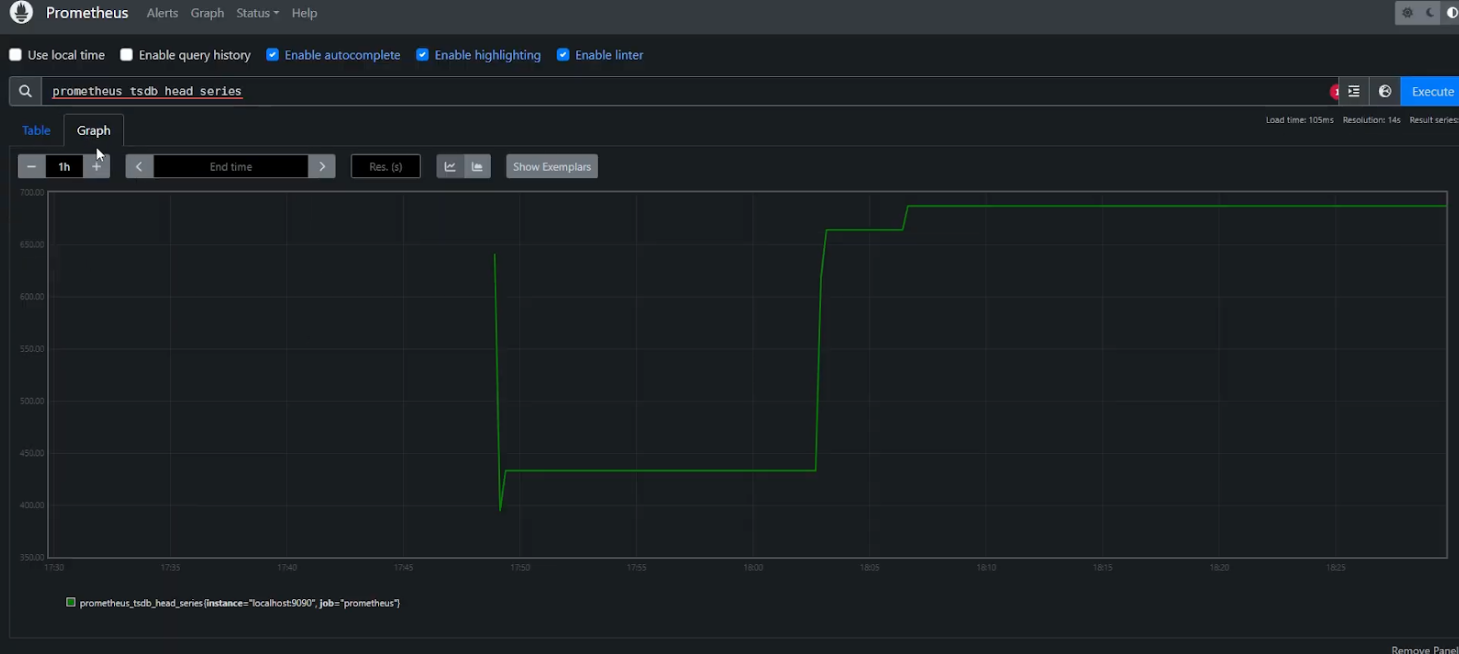 Prometheus Alerts Graph Status Help
Use local time Enable query history Enable autocomplete Enable highlighting Enable linter
prometheus tsdb head series Execute
Load time: 105ms Resolution: 14s Result series:
Table Graph
− 1h + < End time > Res. (s) Show Exemplars
700.00
650.00
600.00
550.00
500.00
450.00
400.00
350.00
17:30 17:35 17:40 17:45 17:50 17:55 18:00 18:05 18:10 18:15 18:20 18:25
prometheus_tsdb_head_series{instance="localhost:9090", job="prometheus"}
Remove Panel